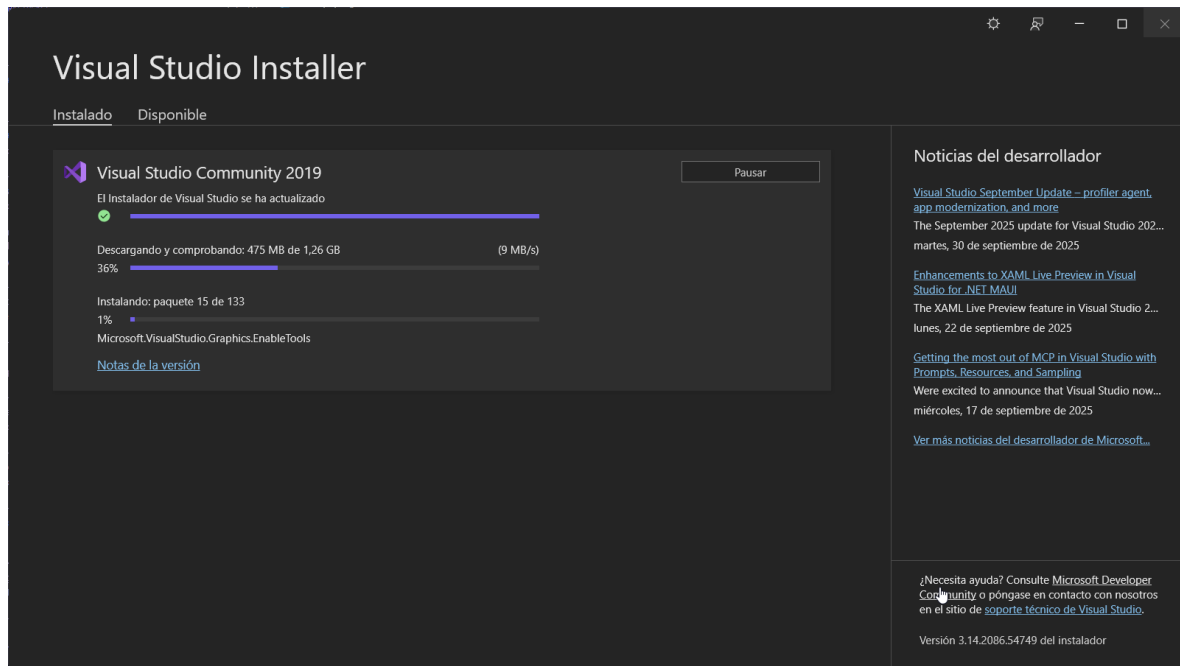 Visual Studio Installer
Instalado
Disponible
Visual Studio Community 2019
Pausar
El Instalador de Visual Studio se ha actualizado
Descargando y comprobando: 475 MB de 1,26 GB
(9 MB/s)
36%
Instalando: paquete 15 de 133
1%
Microsoft.VisualStudio.Graphics.EnableTools
Notas de la versión
Noticias del desarrollador
Visual Studio September Update – profiler agent,
app modernization, and more
The September 2025 update for Visual Studio 202...
martes, 30 de septiembre de 2025
Enhancements to XAML Live Preview in Visual
Studio for .NET MAUI
The XAML Live Preview feature in Visual Studio 2...
lunes, 22 de septiembre de 2025
Getting the most out of MCP in Visual Studio with
Prompts, Resources, and Sampling
Were excited to announce that Visual Studio now...
miércoles, 17 de septiembre de 2025
Ver más noticias del desarrollador de Microsoft...
¿Necesita ayuda? Consulte Microsoft Developer
Community o póngase en contacto con nosotros
en el sitio de soporte técnico de Visual Studio.
Versión 3.14.2086.54749 del instalador